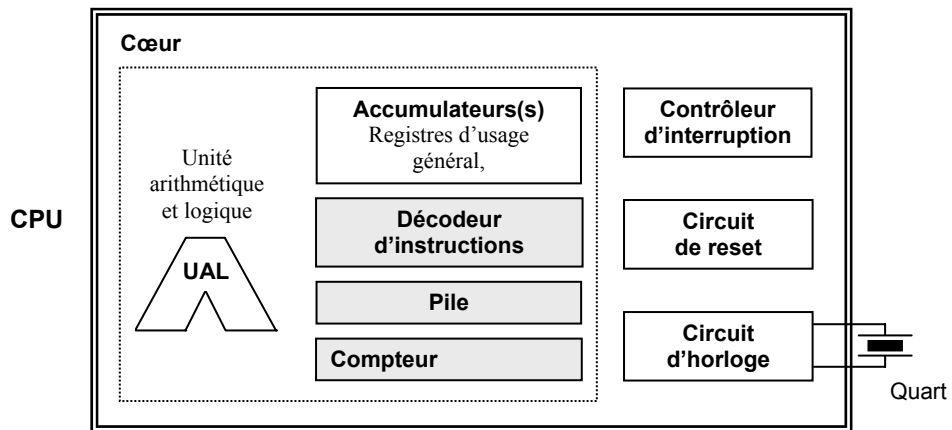 Cœur
CPU
Unité
arithmétique
et logique
UAL
Accumulateurs(s)
Registres d'usage
général,
Décodeur
d'instructions
Pile
Compteur
Contrôleur
d'interruption
Circuit
de reset
Circuit
d'horloge
Quart